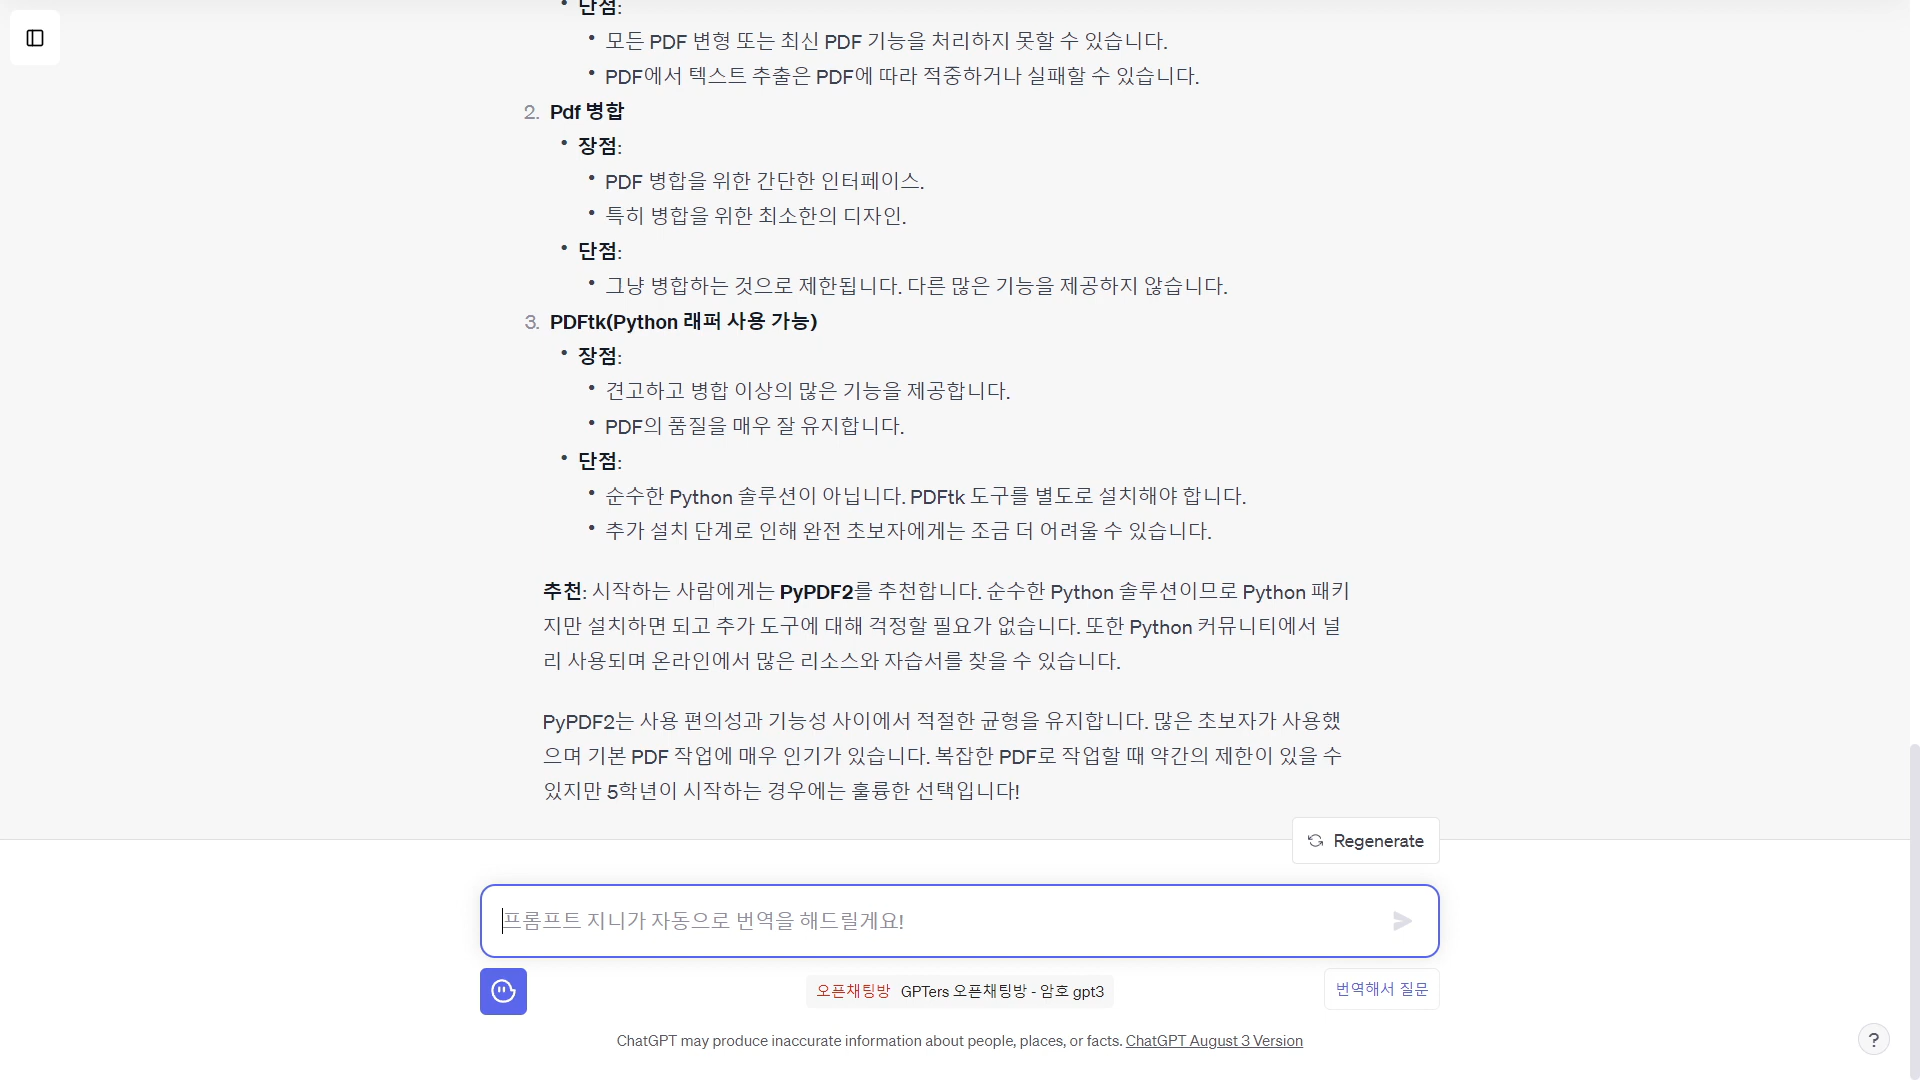 단점:
모든 PDF 변형 또는 최신 PDF 기능을 처리하지 못할 수 있습니다.
PDF에서 텍스트 추출은 PDF에 따라 적중하거나 실패할 수 있습니다.
2. Pdf 병합
장점:
PDF 병합을 위한 간단한 인터페이스.
특히 병합을 위한 최소한의 디자인.
단점:
그냥 병합하는 것으로 제한됩니다. 다른 많은 기능을 제공하지 않습니다.
3. PDFtk(Python 래퍼 사용 가능)
장점:
견고하고 병합 이상의 많은 기능을 제공합니다.
PDF의 품질을 매우 잘 유지합니다.
단점:
순수한 Python 솔루션이 아닙니다. PDFtk 도구를 별도로 설치해야 합니다.
추가 설치 단계로 인해 완전 초보자에게는 조금 더 어려울 수 있습니다.
추천: 시작하는 사람에게는 PyPDF2를 추천합니다. 순수한 Python 솔루션이므로 Python 패키
지만 설치하면 되고 추가 도구에 대해 걱정할 필요가 없습니다. 또한 Python 커뮤니티에서 널
리 사용되며 온라인에서 많은 리소스와 자습서를 찾을 수 있습니다.
PyPDF2는 사용 편의성과 기능성 사이에서 적절한 균형을 유지합니다. 많은 초보자가 사용했
으며 기본 PDF 작업에 매우 인기가 있습니다. 복잡한 PDF로 작업할 때 약간의 제한이 있을 수
있지만 5학년이 시작하는 경우에는 훌륭한 선택입니다!
Regenerate
프롬프트 지니가 자동으로 번역을 해드릴게요!
오픈채팅방 GPTers 오픈채팅방 - 암호 gpt3
번역해서 질문
ChatGPT may produce inaccurate information about people, places, or facts. ChatGPT August 3 Version
?